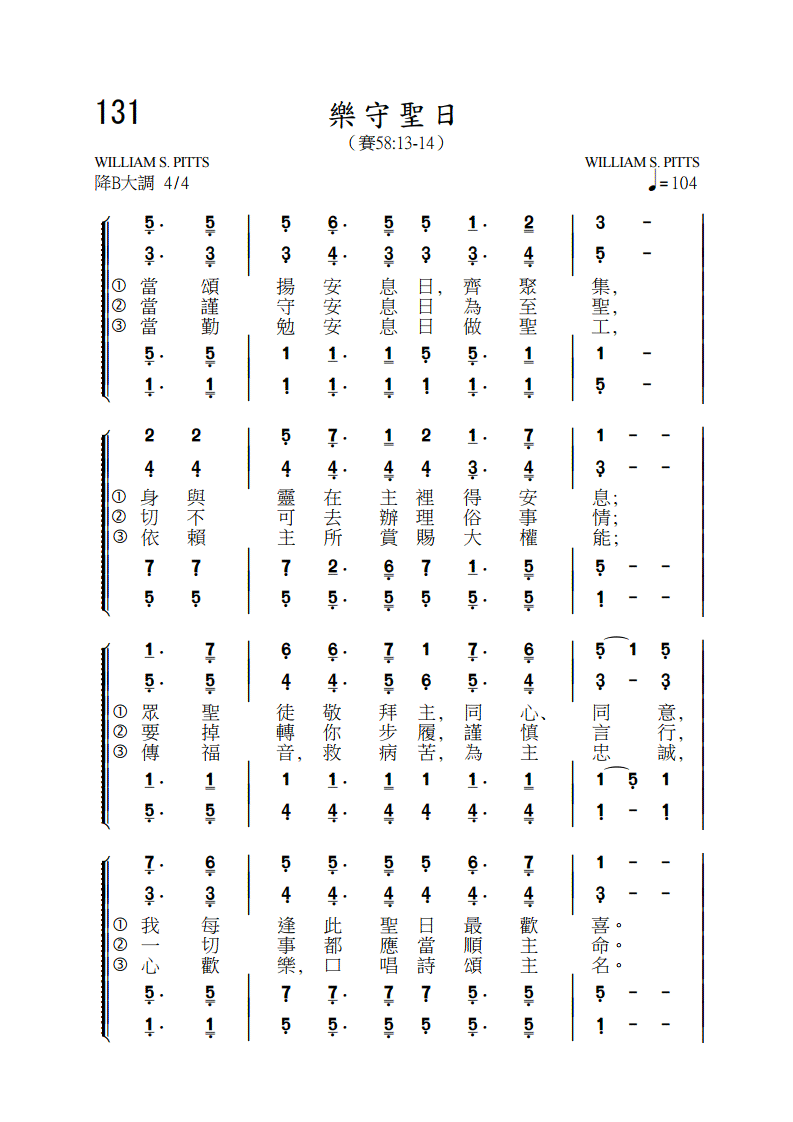 131
樂守聖日
（賽58:13-14）
WILLIAM S. PITTS WILLIAM S. PITTS
降B大調 4/4 ♩=104
5· 5 | 5 6· 5 5 1· 2 | 3 - |
3· 3 | 3 4· 3 3 3· 4 | 5 - |
① 當 頌 揚 安 息 日, 齊 聚 集,
② 當 謹 守 安 息 日 為 至 聖,
③ 當 勤 勉 安 息 日 做 聖 工,
5· 5 | 1 1· 1 5 5· 1 | 1 - |
1· 1 | 1 1· 1 1 1· 1 | 5 - |
2 2 | 5 7· 1 2 1· 7 | 1 - - |
4 4 | 4 4· 4 4 3· 4 | 3 - - |
① 身 與 靈 在 主 裡 得 安 息;
② 切 不 可 去 辦 理 俗 事 情;
③ 依 賴 主 所 賞 賜 大 權 能;
7 7 | 7 2· 6 7 1· 5 | 5 - - |
5 5 | 5 5· 5 5 5· 5 | 1 - - |
1· 7 | 6 6· 7 1 7· 6 | 5 1 5 |
5· 5 | 4 4· 5 6 5· 4 | 3 - 3 |
① 眾 聖 徒 敬 拜 主, 同 心、 同 意,
② 要 掉 轉 你 步 履, 謹 慎 言 行,
③ 傳 福 音, 救 病 苦, 為 主 忠 誠,
1· 1 | 1 1· 1 1 1· 1 | 1 5 1 |
5· 5 | 4 4· 4 4 4· 4 | 1 - 1 |
7· 6 | 5 5· 5 5 6· 7 | 1 - - |
3· 3 | 4 4· 4 4 4· 4 | 3 - - |
① 我 每 逢 此 聖 日 最 歡 喜。
② 一 切 事 都 應 當 順 主 命。
③ 心 歡 樂, 口 唱 詩 頌 主 名。
5· 5 | 7 7· 7 7 5· 5 | 5 - - |
1· 1 | 5 5· 5 5 5· 5 | 1 - - |